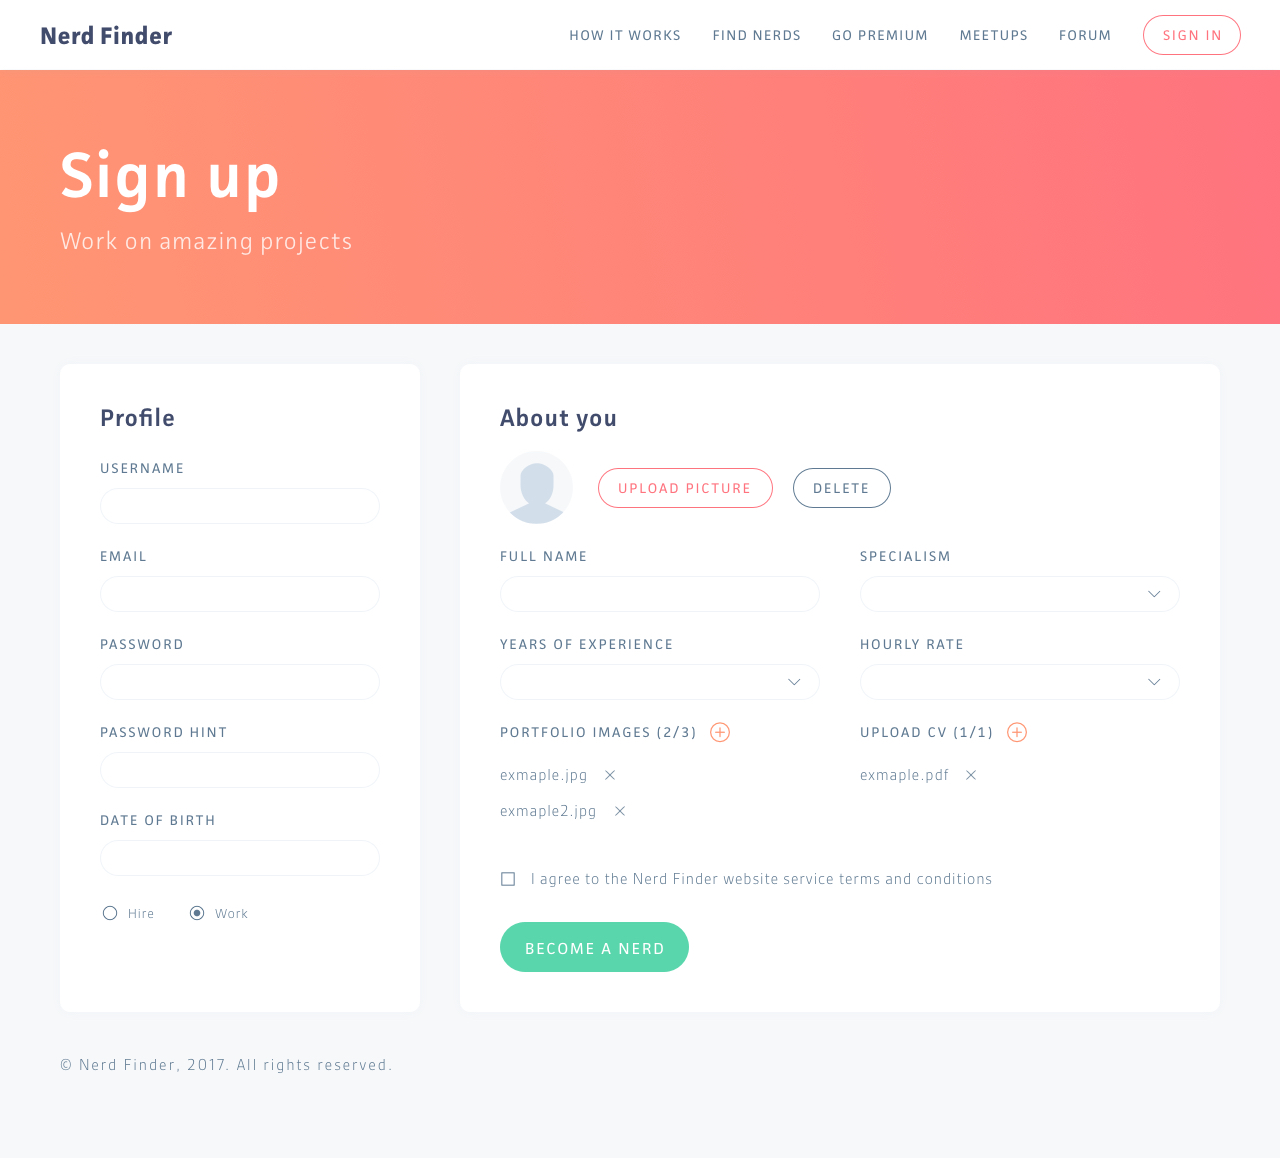 Nerd Finder
HOW IT WORKS FIND NERDS GO PREMIUM MEETUPS FORUM SIGN IN
Sign up
Work on amazing projects
Profile
USERNAME
EMAIL
PASSWORD
PASSWORD HINT
DATE OF BIRTH
Hire Work
About you
UPLOAD PICTURE DELETE
FULL NAME SPECIALISM
YEARS OF EXPERIENCE HOURLY RATE
PORTFOLIO IMAGES (2/3) UPLOAD CV (1/1)
exmaple.jpg exmaple.pdf
exmaple2.jpg
I agree to the Nerd Finder website service terms and conditions
BECOME A NERD
© Nerd Finder, 2017. All rights reserved.